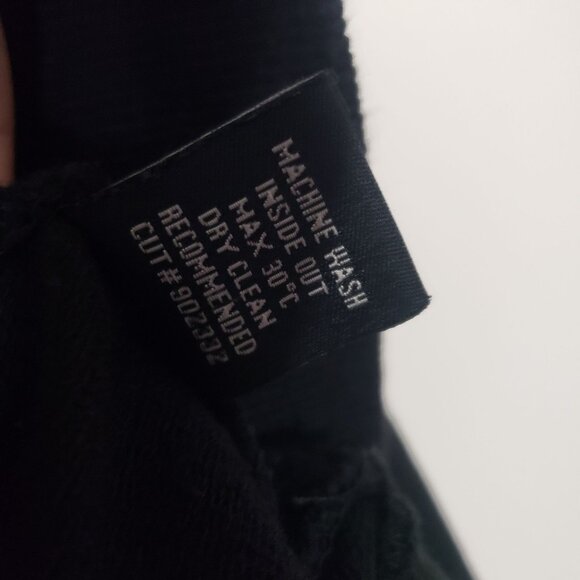 MACHINE WASH
INSIDE OUT
MAX 30°C
DRY CLEAN
RECOMMENDED
CUT # 902332